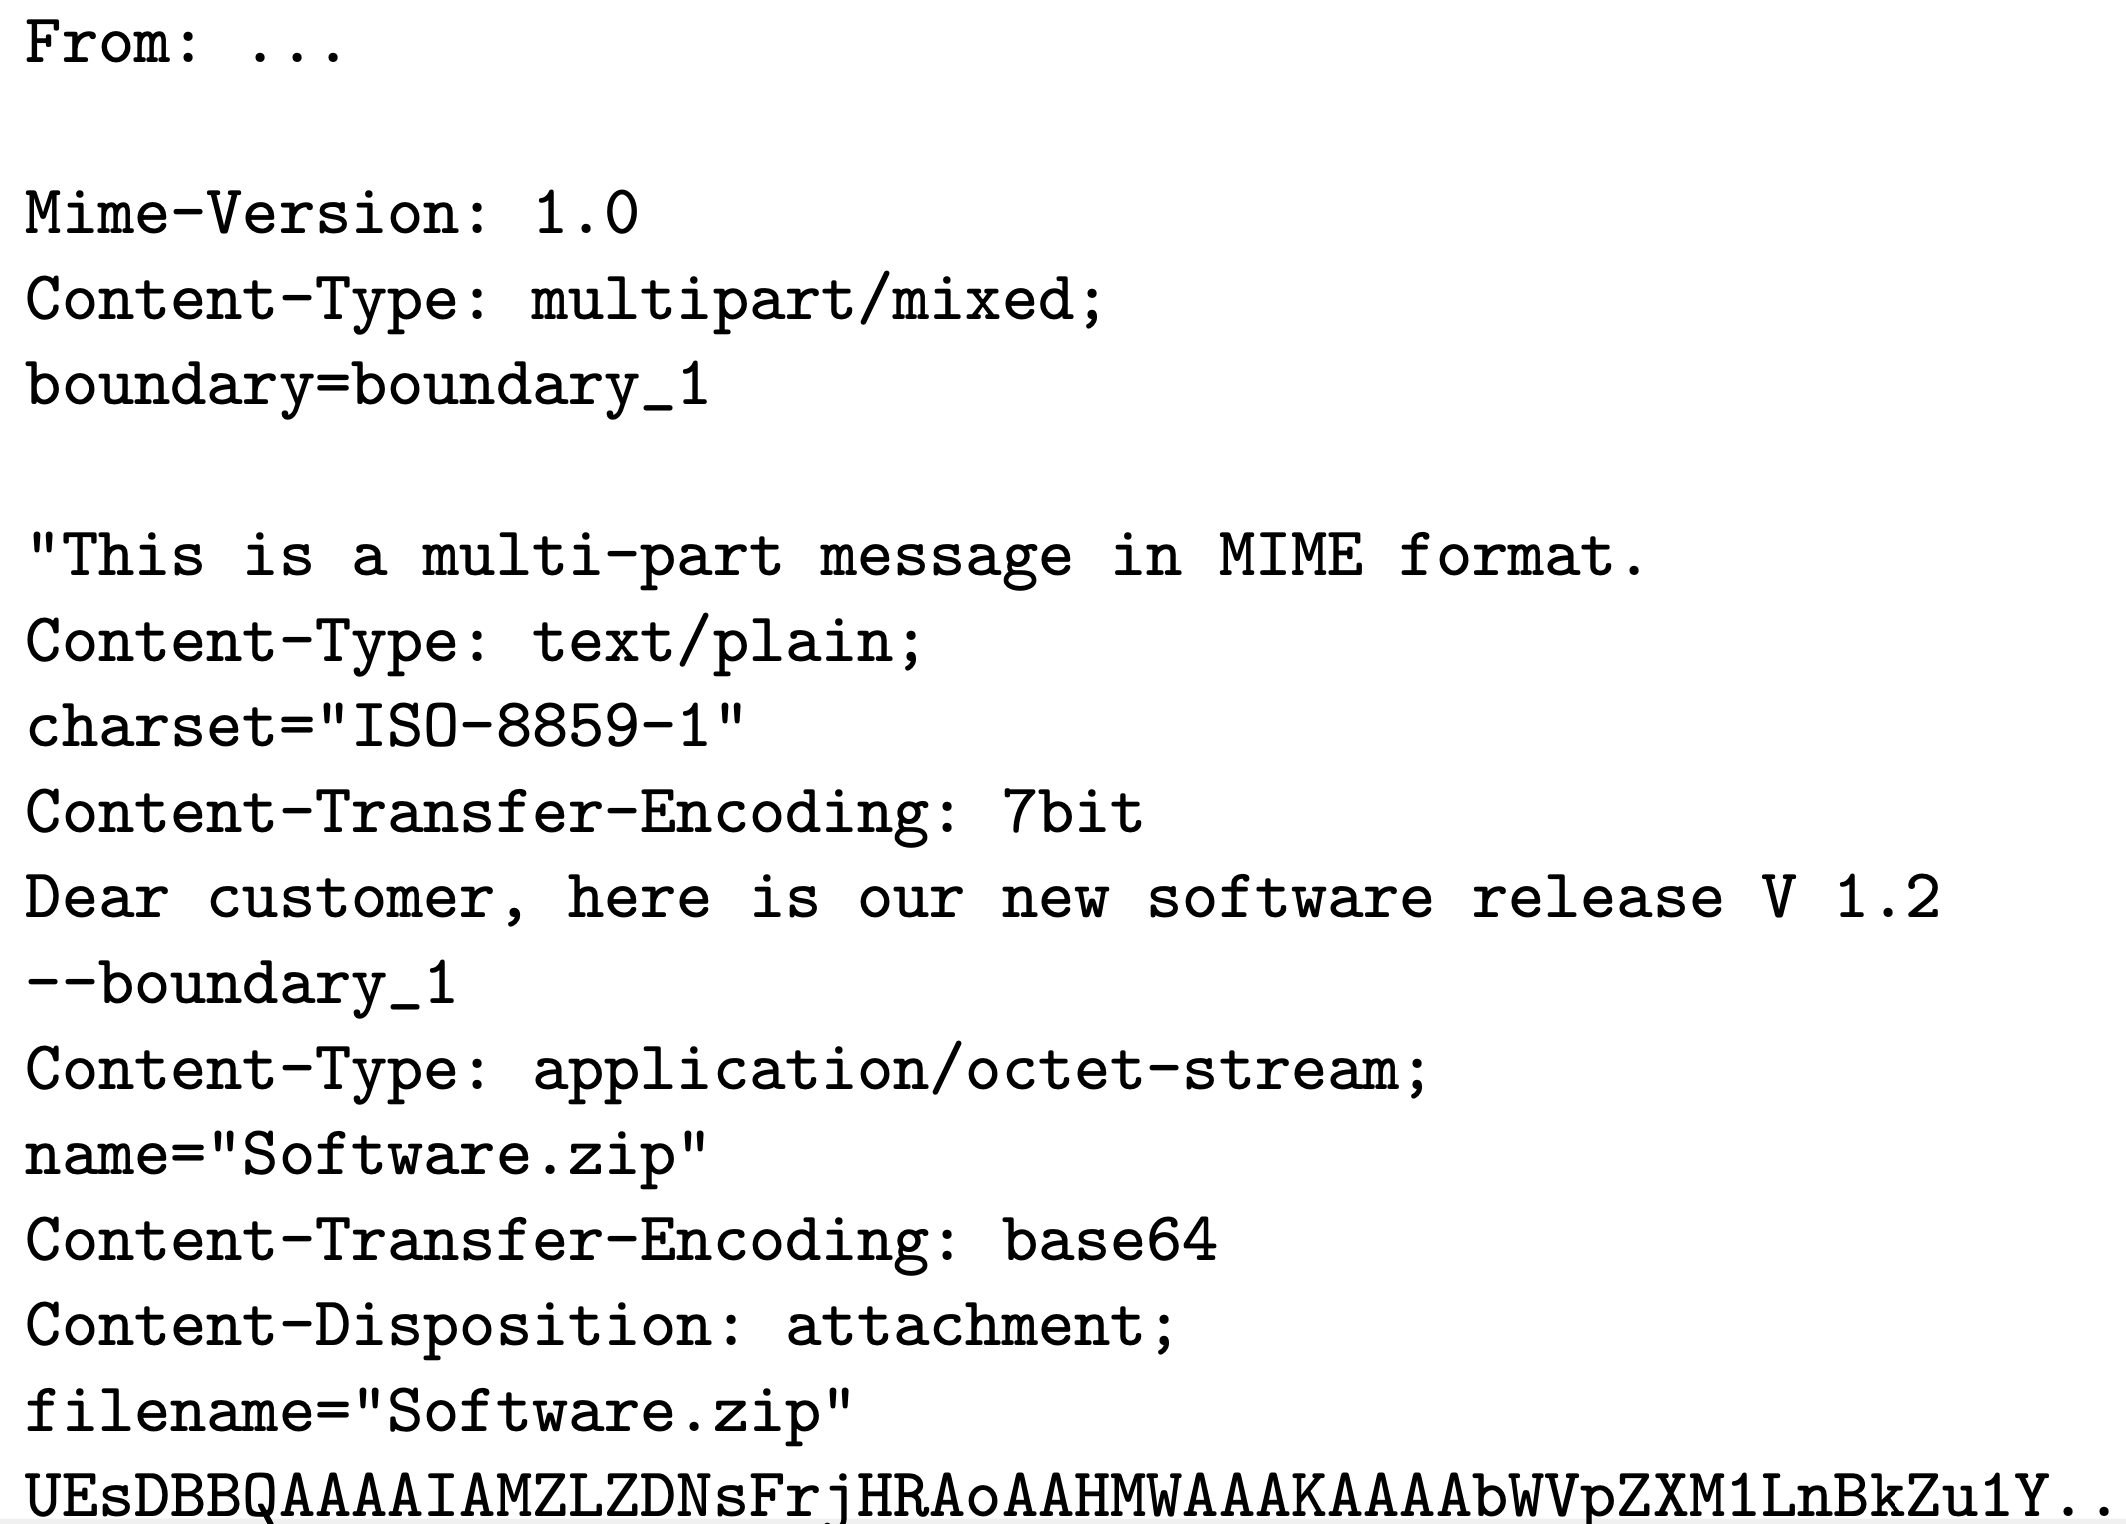 From: ...
Mime-Version: 1.0
Content-Type: multipart/mixed;
boundary=boundary_1
"This is a multi-part message in MIME format.
Content-Type: text/plain;
charset="ISO-8859-1"
Content-Transfer-Encoding: 7bit
Dear customer, here is our new software release V 1.2
--boundary_1
Content-Type: application/octet-stream;
name="Software.zip"
Content-Transfer-Encoding: base64
Content-Disposition: attachment;
filename="Software.zip"
UEsDBBQAAAAIAMZLZDNsFrjHRAoAAHMWAAAKAAAAbWVpZXM1LnBkZu1Y..